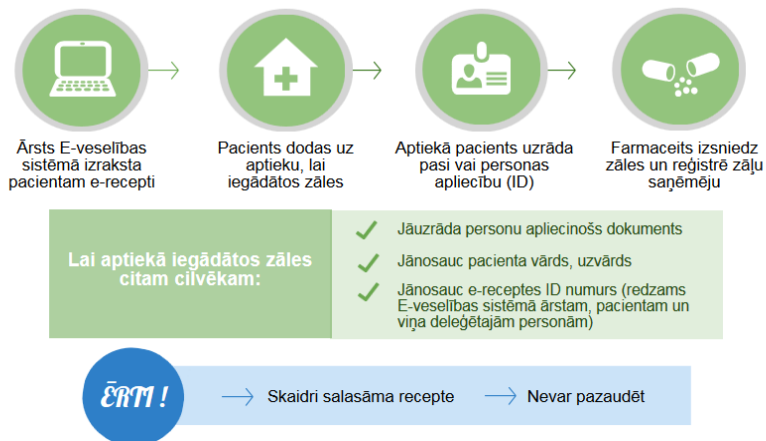 Ārsts E-veselības
sistēmā izraksta
pacientam e-recepti
Pacients dodas uz
aptieku, lai
iegādātos zāles
Aptiekā pacients uzrāda
pasi vai personas
apliecību (ID)
Farmaceits izsniedz
zāles un reģistrē zāļu
saņēmēju
Lai aptiekā iegādātos zāles
citam cilvēkam:
Jāuzrāda personu apliecinošs dokuments
Jānosauc pacienta vārds, uzvārds
Jānosauc e-receptes ID numurs (redzams
E-veselības sistēmā ārstam, pacientam un
viņa deleģētajām personām)
ĒRTI !
Skaidri salasāma recepte
Nevar pazaudēt